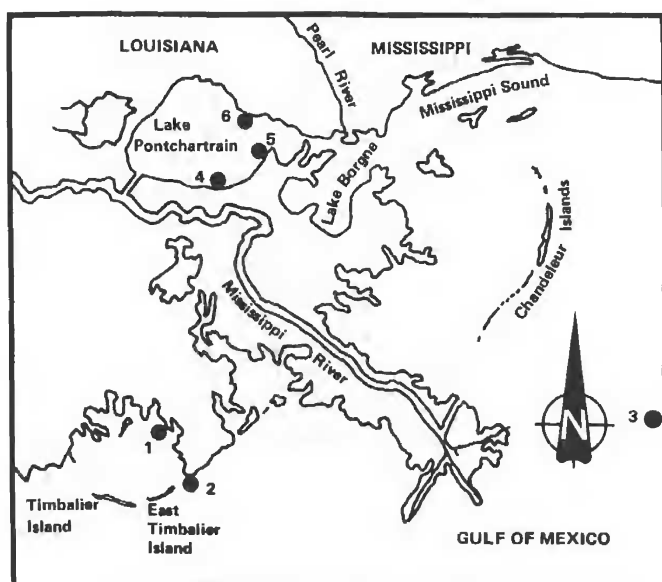 LOUISIANA
MISSISSIPPI
Pearl
River
Mississippi Sound
6
Lake
Pontchartrain
5
4
Lake Borgne
Chandeleur Islands
Mississippi
River
N
3
1
2
Timbalier
Island
East
Timbalier
Island
GULF OF MEXICO